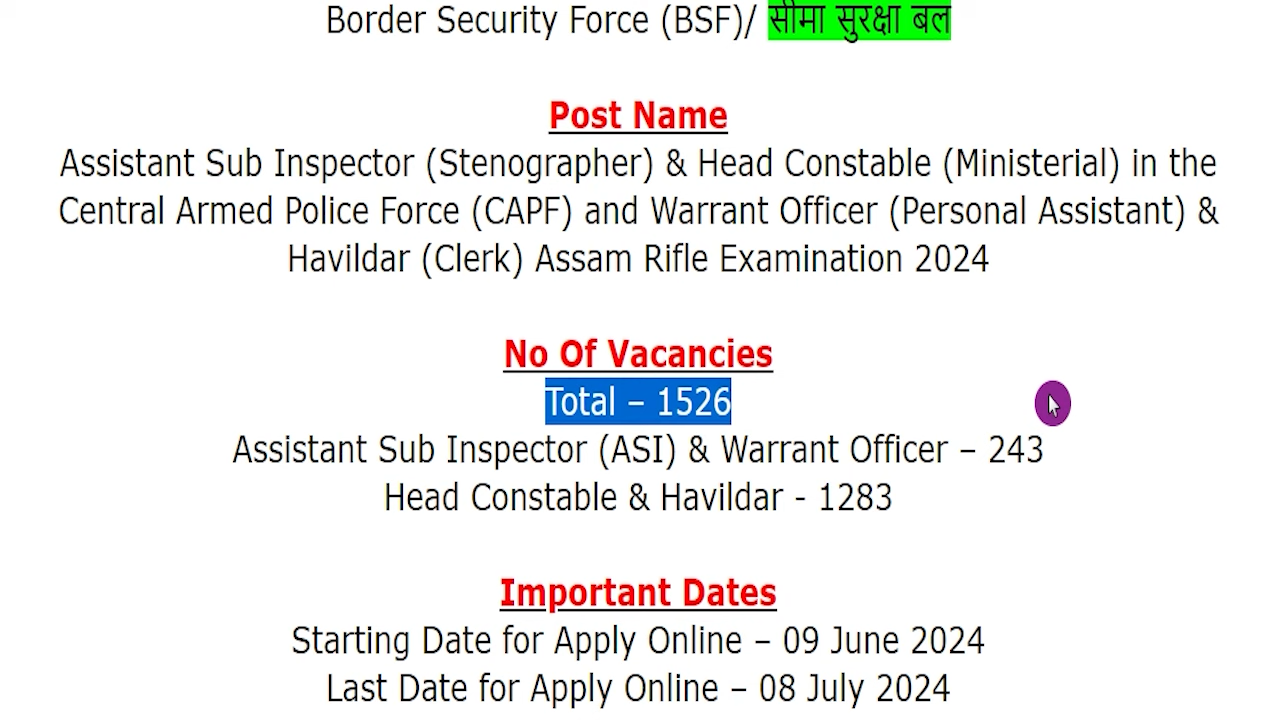 Border Security Force (BSF)/ सीमा सुरक्षा बल
Post Name
Assistant Sub Inspector (Stenographer) & Head Constable (Ministerial) in the
Central Armed Police Force (CAPF) and Warrant Officer (Personal Assistant) &
Havildar (Clerk) Assam Rifle Examination 2024
No Of Vacancies
Total – 1526
Assistant Sub Inspector (ASI) & Warrant Officer – 243
Head Constable & Havildar - 1283
Important Dates
Starting Date for Apply Online – 09 June 2024
Last Date for Apply Online – 08 July 2024